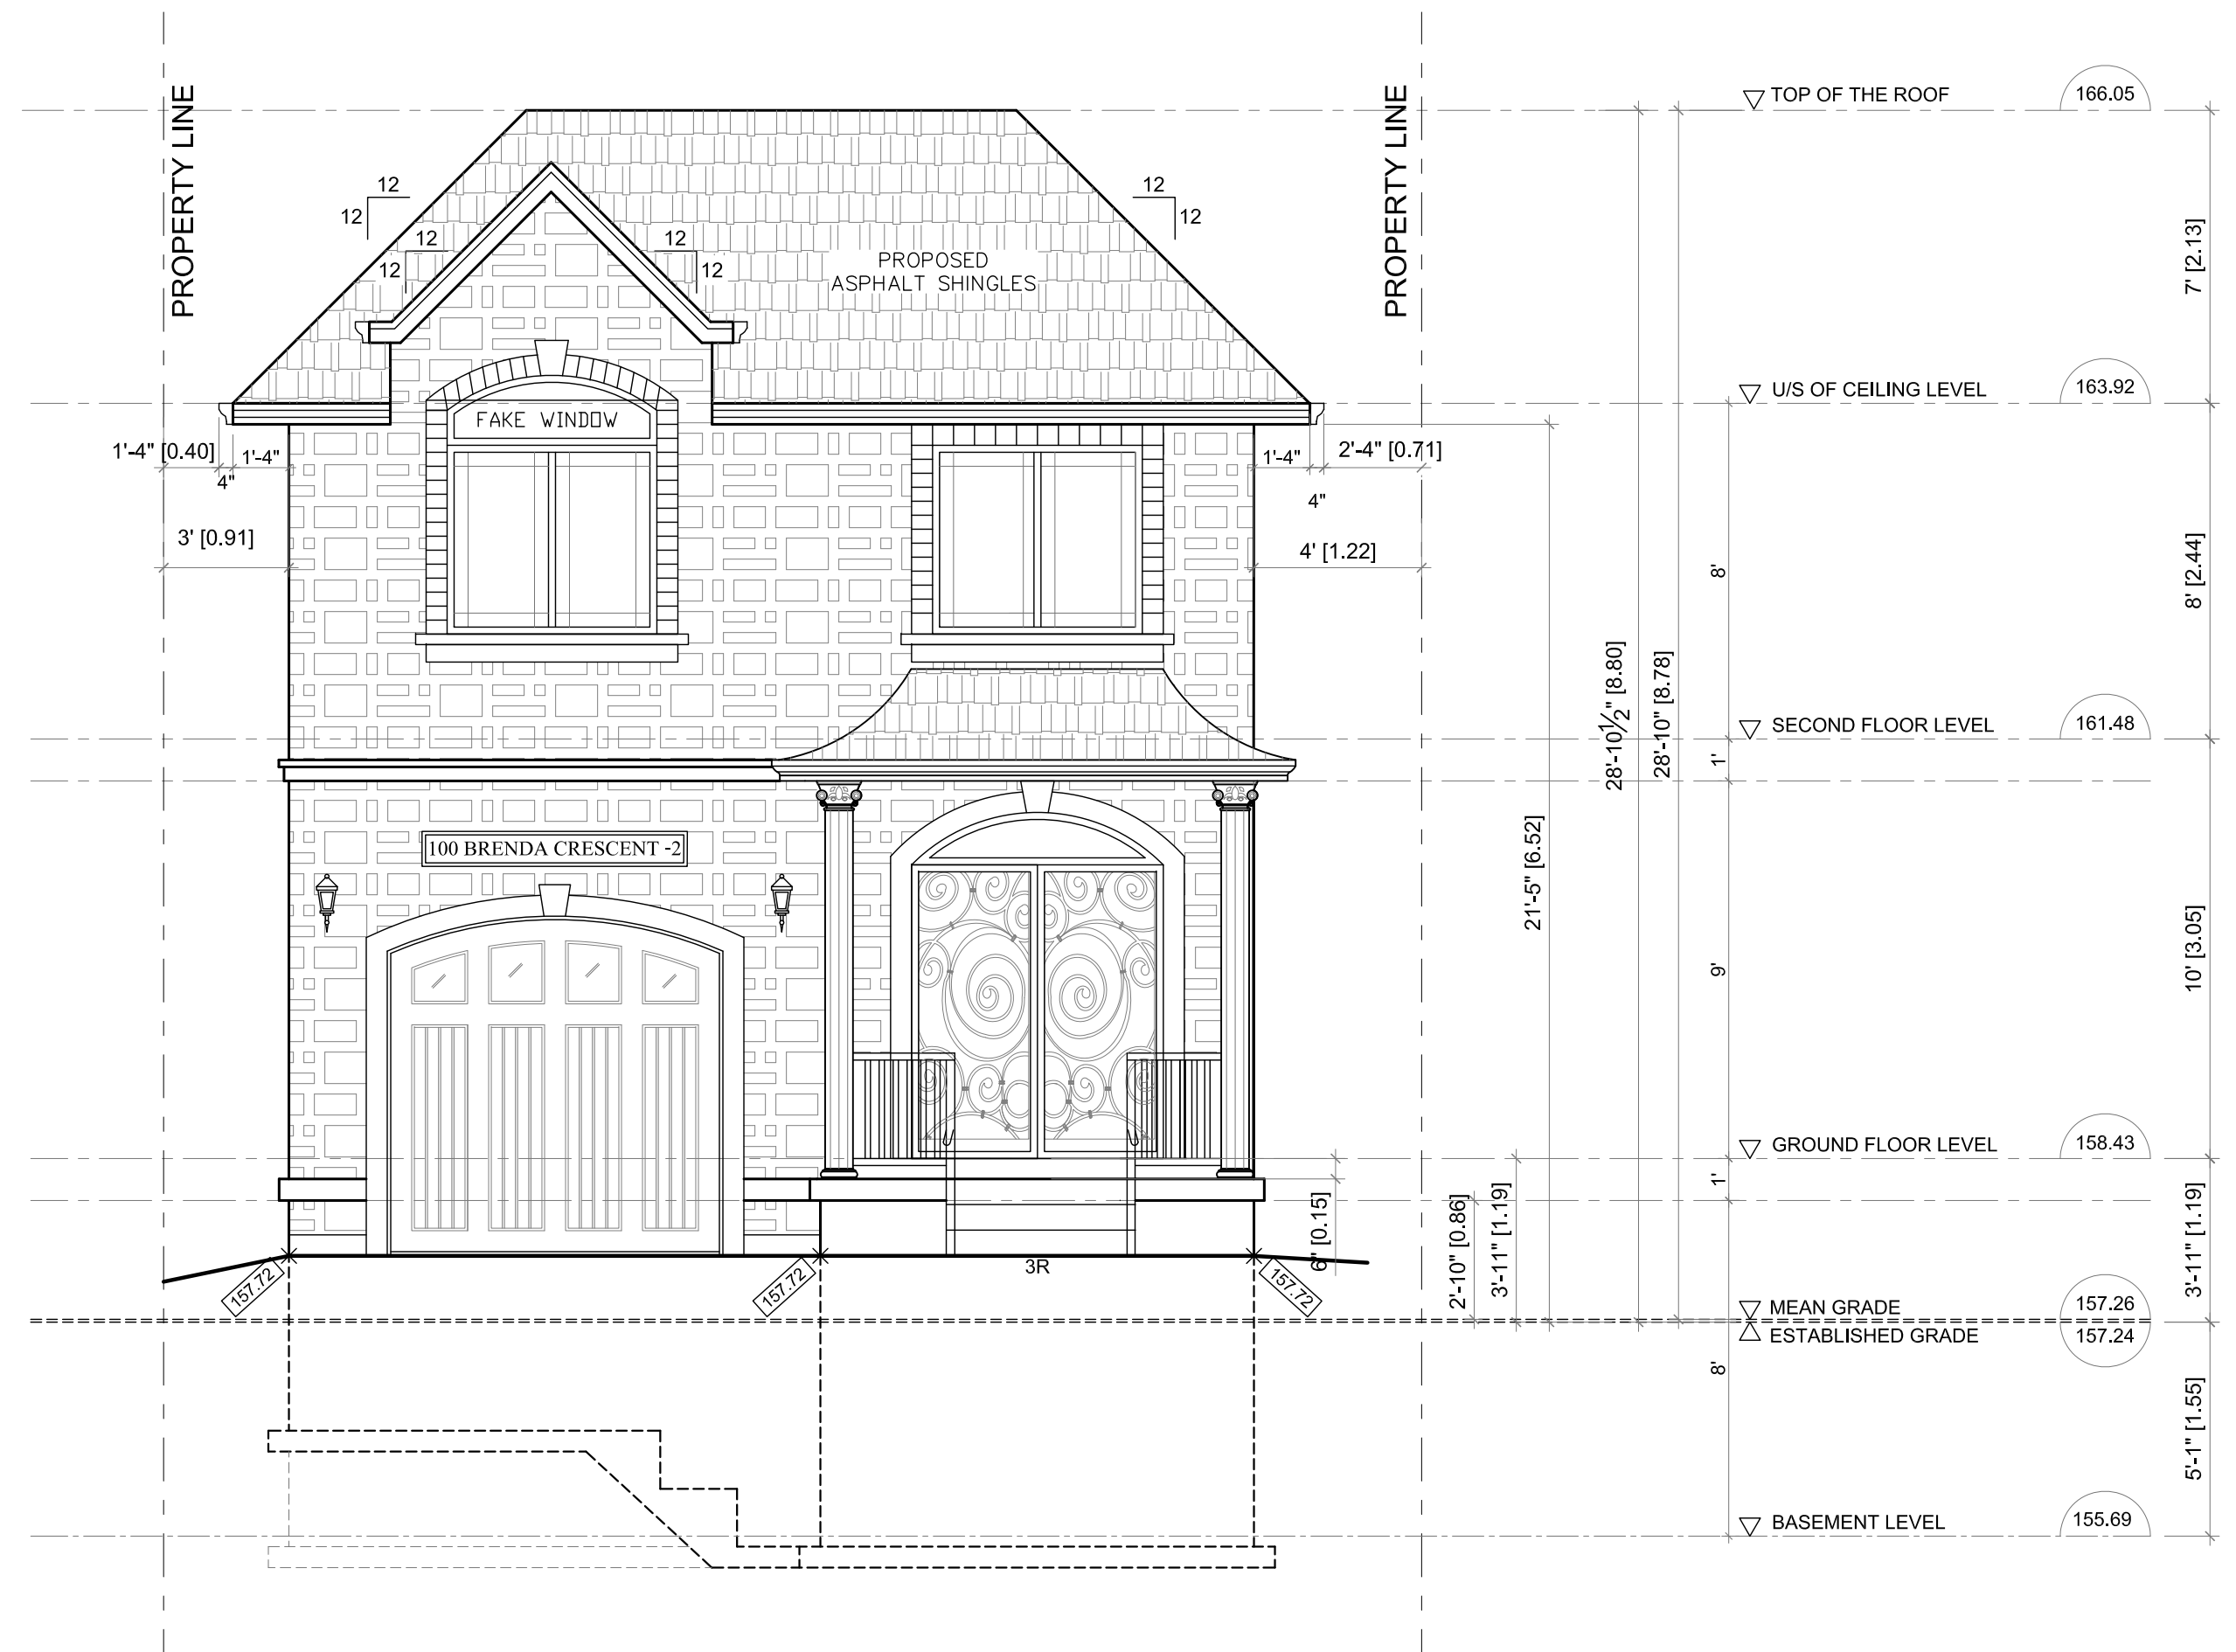 PROPERTY LINE
PROPERTY LINE
TOP OF THE ROOF 166.05
12
12
12
12
12
12
12
12
PROPOSED
ASPHALT SHINGLES
7' [2.13]
U/S OF CEILING LEVEL 163.92
FAKE WINDOW
1'-4" [0.40] 1'-4"
4"
1'-4" 2'-4" [0.71]
4"
3' [0.91]
4' [1.22]
8'
8' [2.44]
28'-10½" [8.80]
28'-10" [8.78]
SECOND FLOOR LEVEL 161.48
1'
100 BRENDA CRESCENT -2
21'-5" [6.52]
9'
10' [3.05]
GROUND FLOOR LEVEL 158.43
1'
6" [0.15]
2'-10" [0.86]
3'-11" [1.19]
3'-11" [1.19]
3R
157.72
157.72
157.72
MEAN GRADE 157.26
ESTABLISHED GRADE 157.24
8'
5'-1" [1.55]
BASEMENT LEVEL 155.69